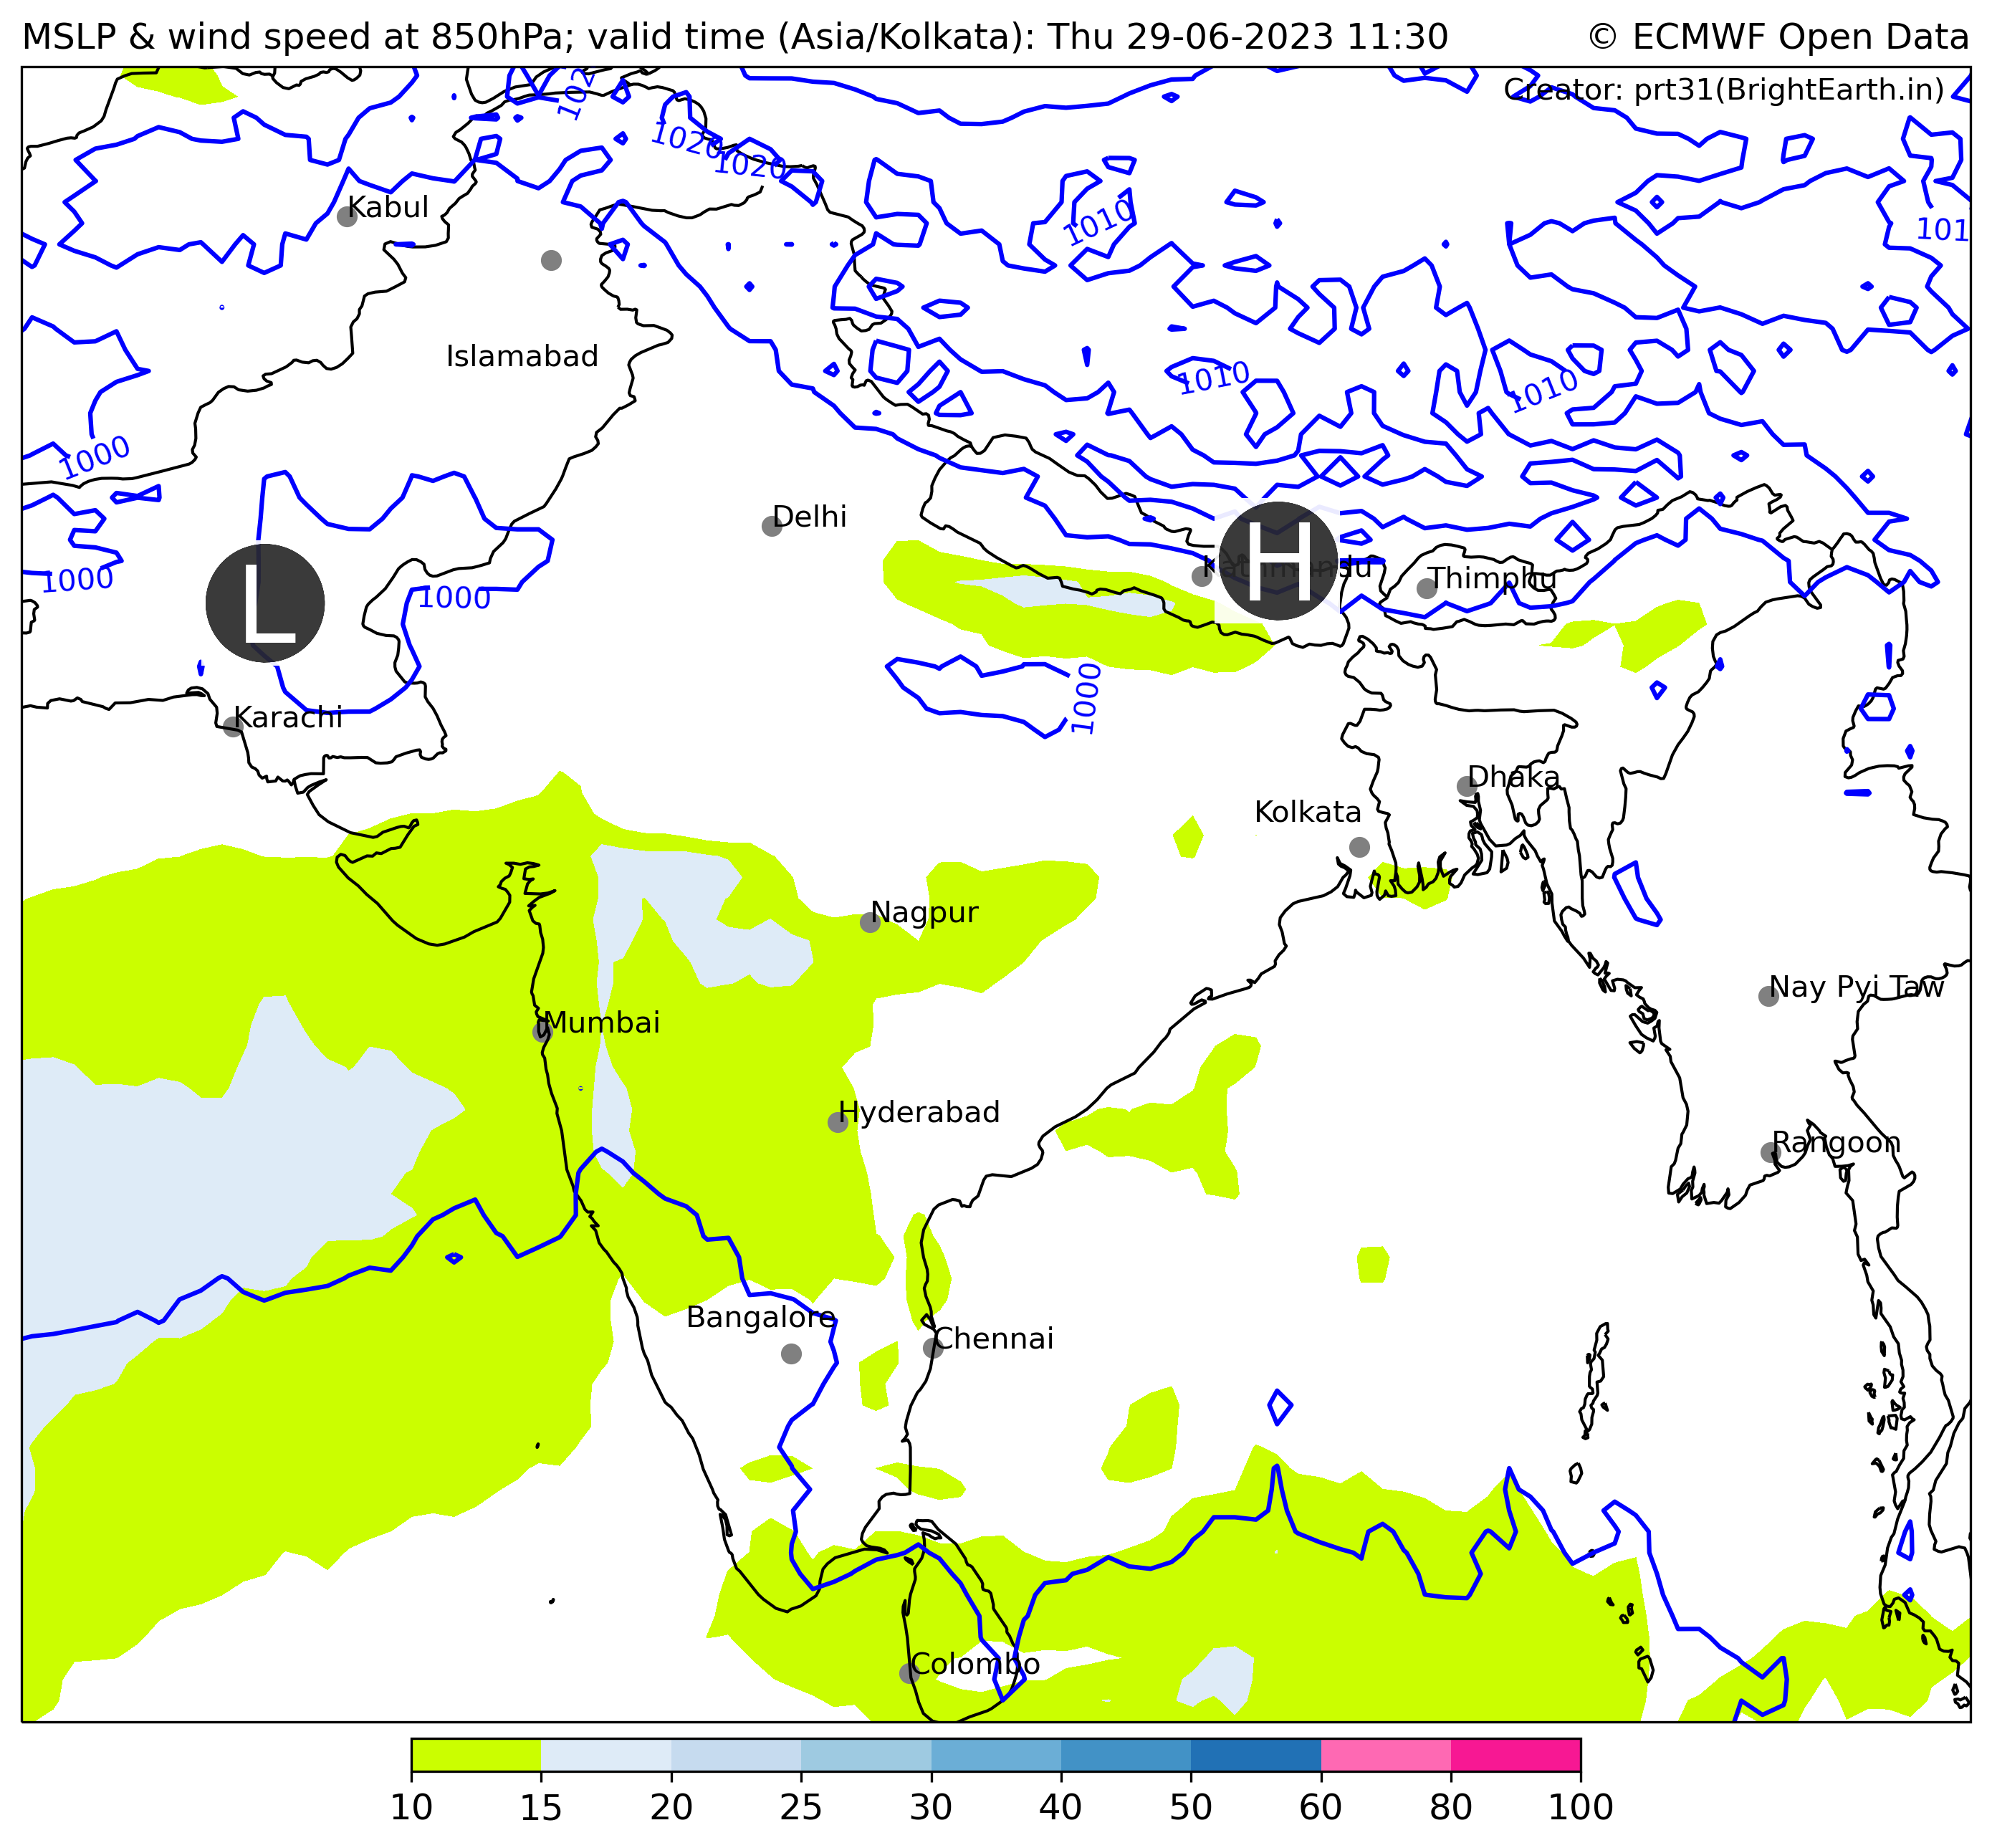 MSLP & wind speed at 850hPa; valid time (Asia/Kolkata): Thu 29-06-2023 11:30 © ECMWF Open Data
Creator: prt31(BrightEarth.in)
102
1020
1020
Kabul
1010
101
Islamabad
1010
1010
1000
Delhi
H
Kathmandu
Thimphu
1000
1000
L
1000
Karachi
Dhaka
Kolkata
Nagpur
Nay Pyi Taw
Mumbai
Hyderabad
Rangoon
Bangalore
Chennai
Colombo
10 15 20 25 30 40 50 60 80 100